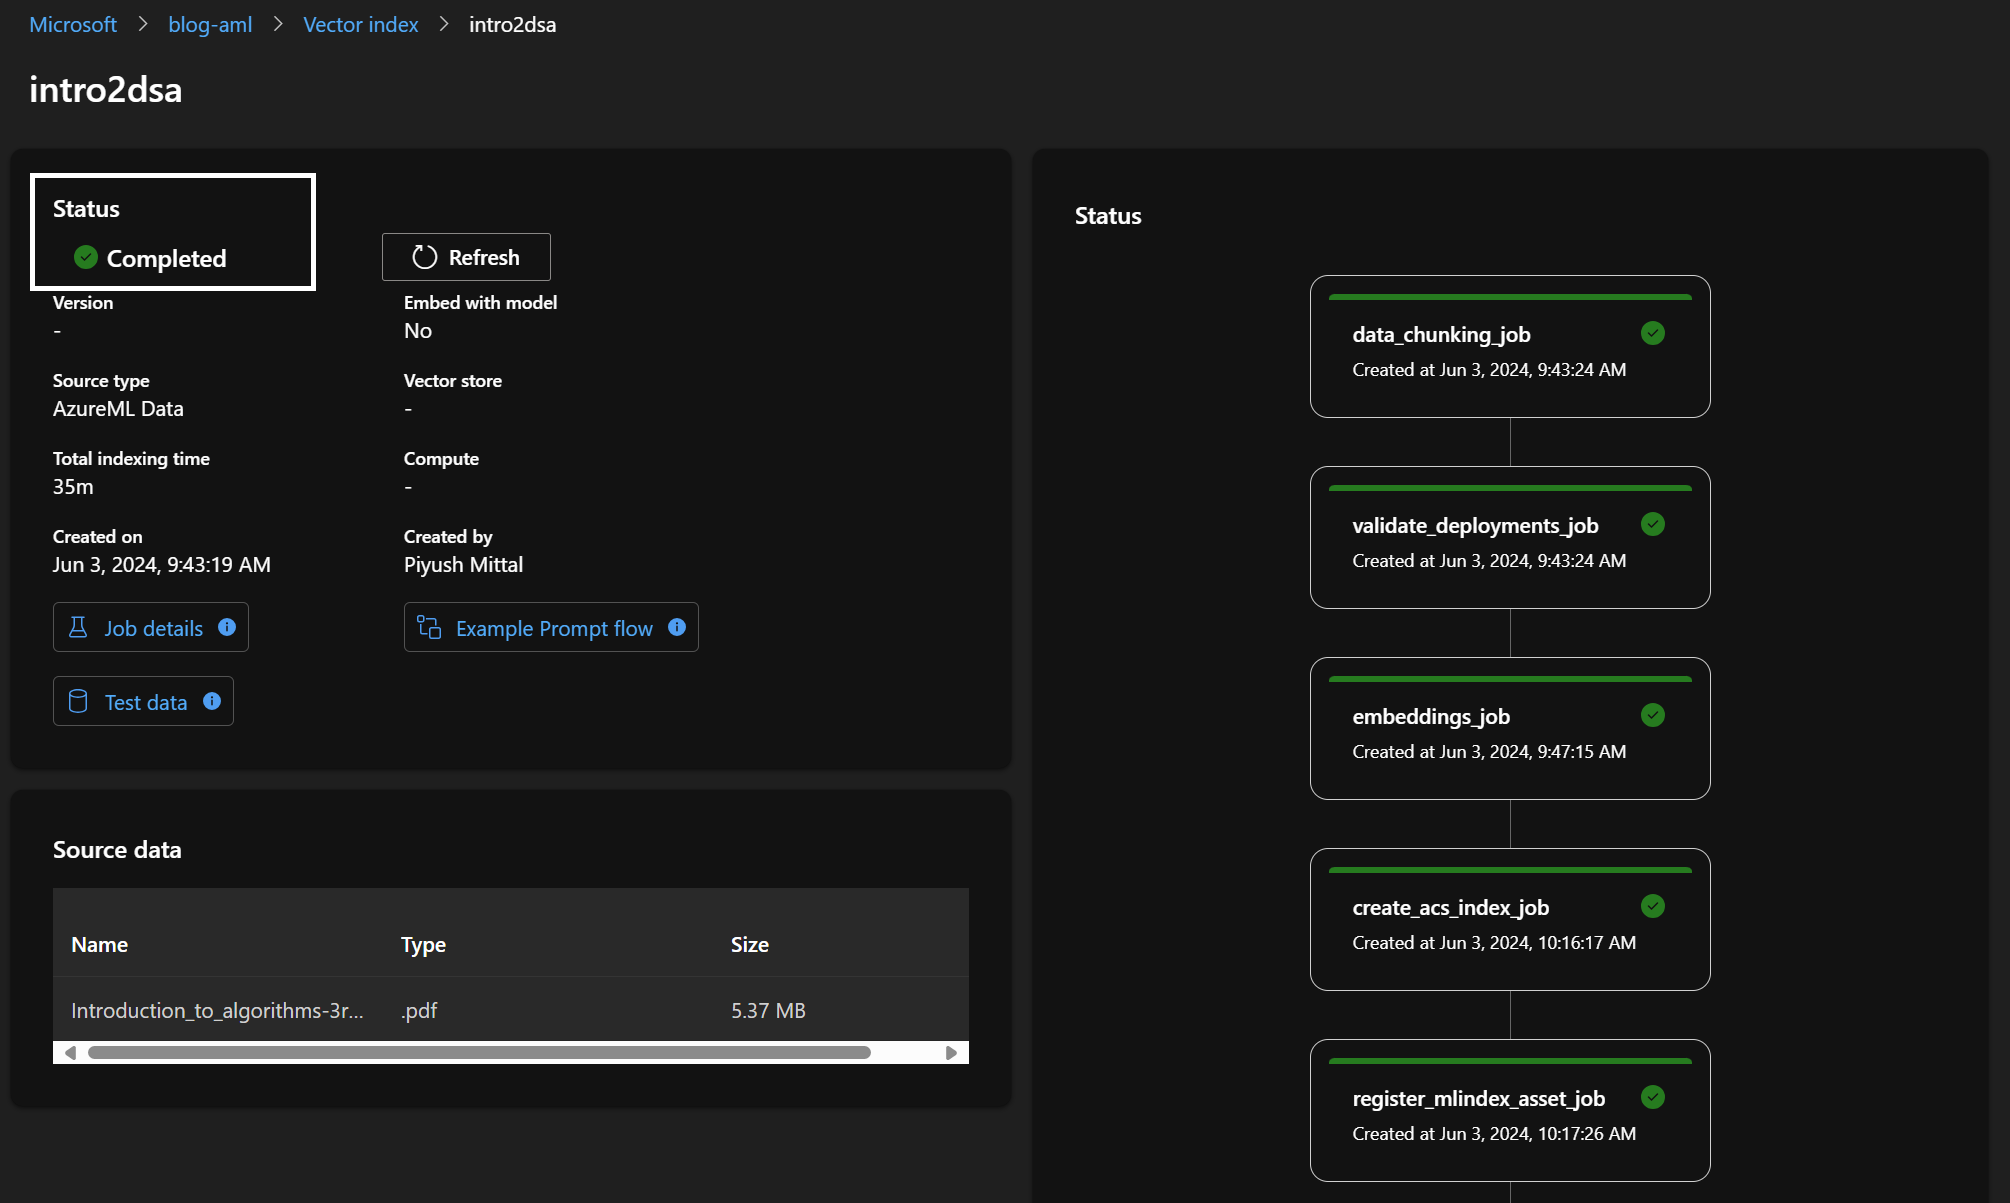 Microsoft > blog-aml > Vector index > intro2dsa
intro2dsa
Status
Completed
Refresh
Version
-
Embed with model
No
Source type
AzureML Data
Vector store
-
Total indexing time
35m
Compute
-
Created on
Jun 3, 2024, 9:43:19 AM
Created by
Piyush Mittal
Job details
Example Prompt flow
Test data
Source data
Name Type Size
Introduction_to_algorithms-3r... .pdf 5.37 MB
Status
data_chunking_job
Created at Jun 3, 2024, 9:43:24 AM
validate_deployments_job
Created at Jun 3, 2024, 9:43:24 AM
embeddings_job
Created at Jun 3, 2024, 9:47:15 AM
create_acs_index_job
Created at Jun 3, 2024, 10:16:17 AM
register_mlindex_asset_job
Created at Jun 3, 2024, 10:17:26 AM